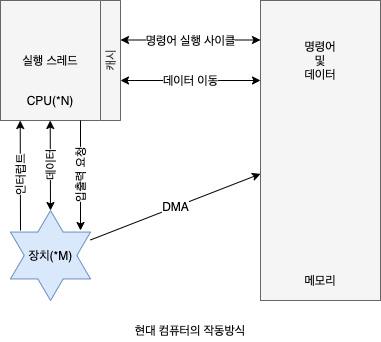 실행 스레드
CPU(*N)
캐시
명령어 실행 사이클
데이터 이동
명령어
및
데이터
인터럽트
데이터
입출력 요청
DMA
장치(*M)
메모리
현대 컴퓨터의 작동방식